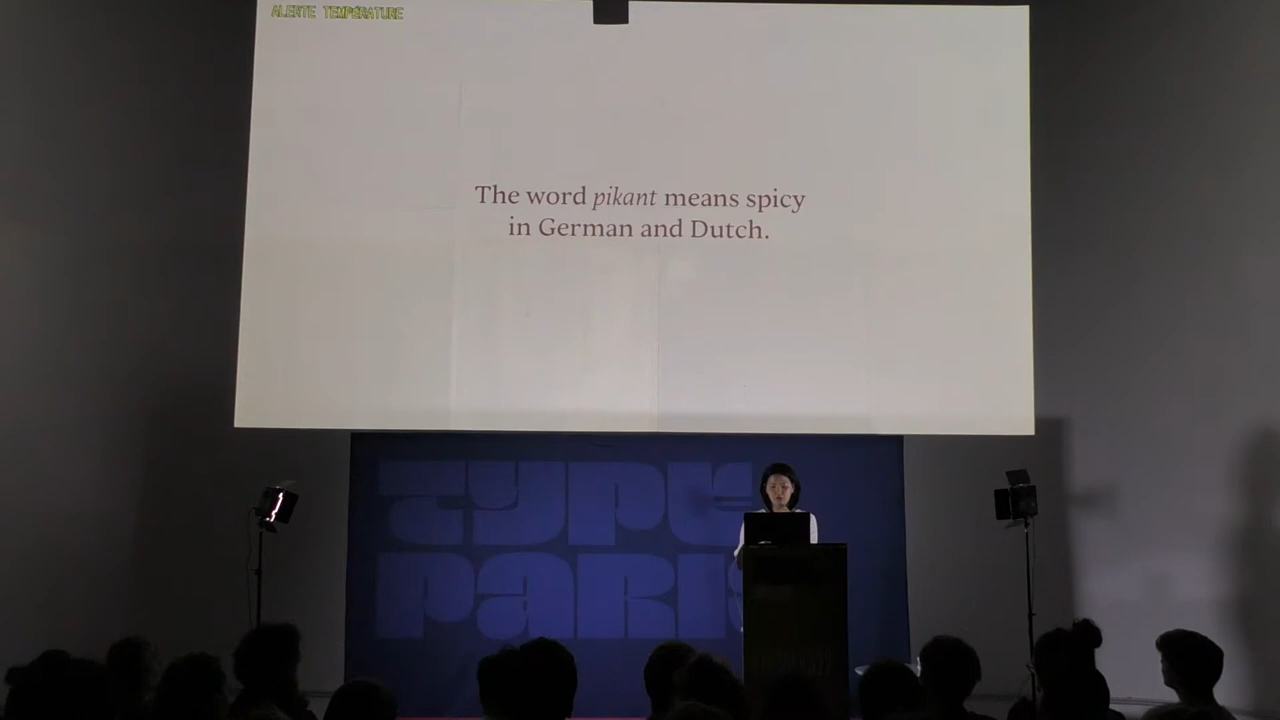 ALERTE TEMPÉRATURE
The word pikant means spicy
in German and Dutch.
TYPE
PARIS